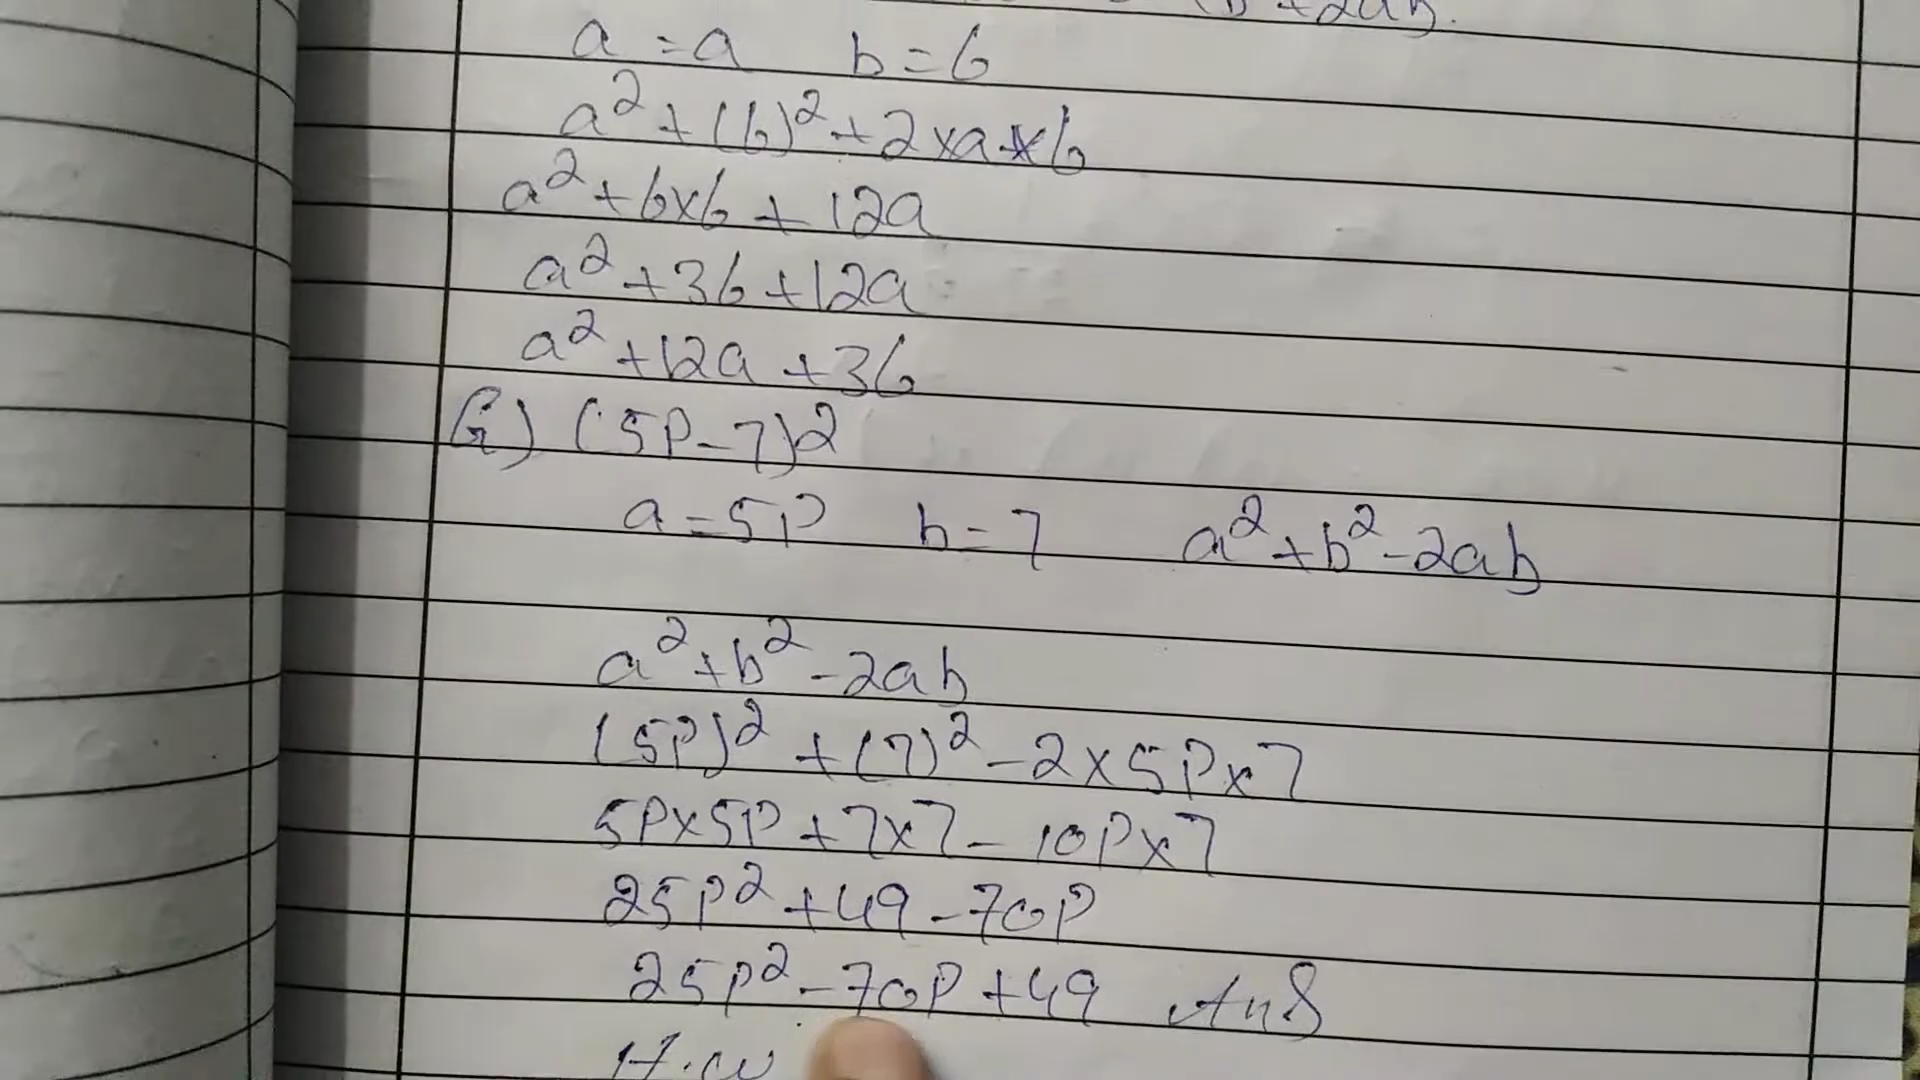 b² + 2ab.
a = a b = 6
a² + (6)² + 2 × a × 6
a² + 6×6 + 12a
a² + 36 + 12a
a² + 12a + 36
G) (5P - 7)2
a = 5P b = 7 a² + b² - 2ab
a² + b² - 2ab
(5P)² + (7)² - 2 × 5P × 7
5P×5P + 7×7 - 10P×7
25P² + 49 - 70P
25P² - 70P + 49 Ans
H.w